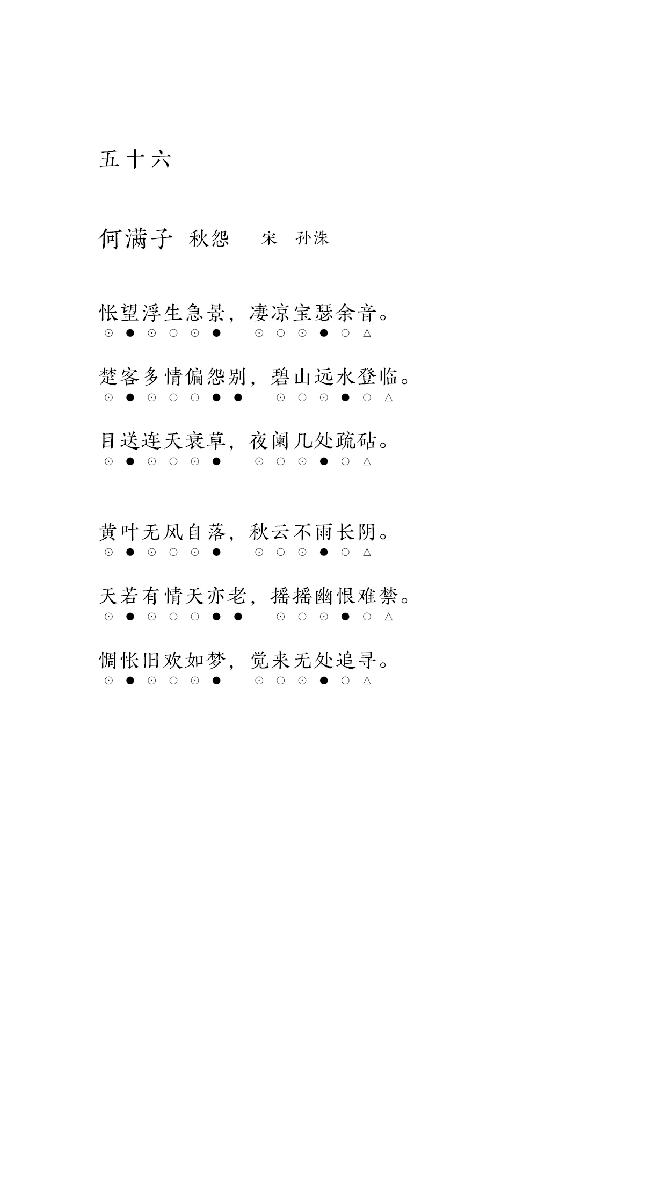 五十六
何满子 秋怨 宋 孙洙
怅望浮生急景，凄凉宝瑟余音。
⊙●⊙○⊙● ⊙○⊙●○△
楚客多情偏怨别，碧山远水登临。
⊙●⊙○○●● ⊙○⊙●○△
目送连天衰草，夜阑几处疏砧。
⊙●⊙○⊙● ⊙○⊙●○△
黄叶无风自落，秋云不雨长阴。
⊙●⊙○⊙● ⊙○⊙●○△
天若有情天亦老，摇摇幽恨难禁。
⊙●⊙○○●● ⊙○⊙●○△
惆怅旧欢如梦，觉来无处追寻。
⊙●⊙○⊙● ⊙○⊙●○△